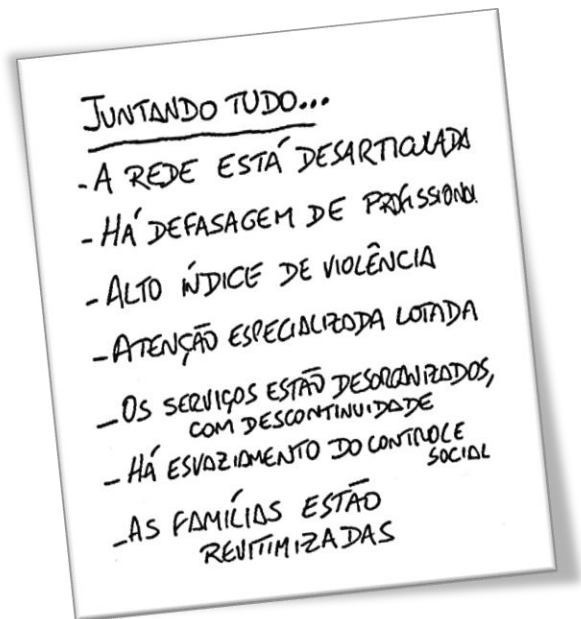 JUNTANDO TUDO...
- A REDE ESTÁ DESARTICULADA
- HÁ DEFASAGEM DE PROFISSIONAL
- ALTO ÍNDICE DE VIOLÊNCIA
- ATENÇÃO ESPECIALIZADA LOTADA
- OS SERVIÇOS ESTÃO DESORGANIZADOS,
COM DESCONTINUIDADE
- HÁ ESVAZIAMENTO DO CONTROLE
SOCIAL
- AS FAMÍLIAS ESTÃO
REVITIMIZADAS